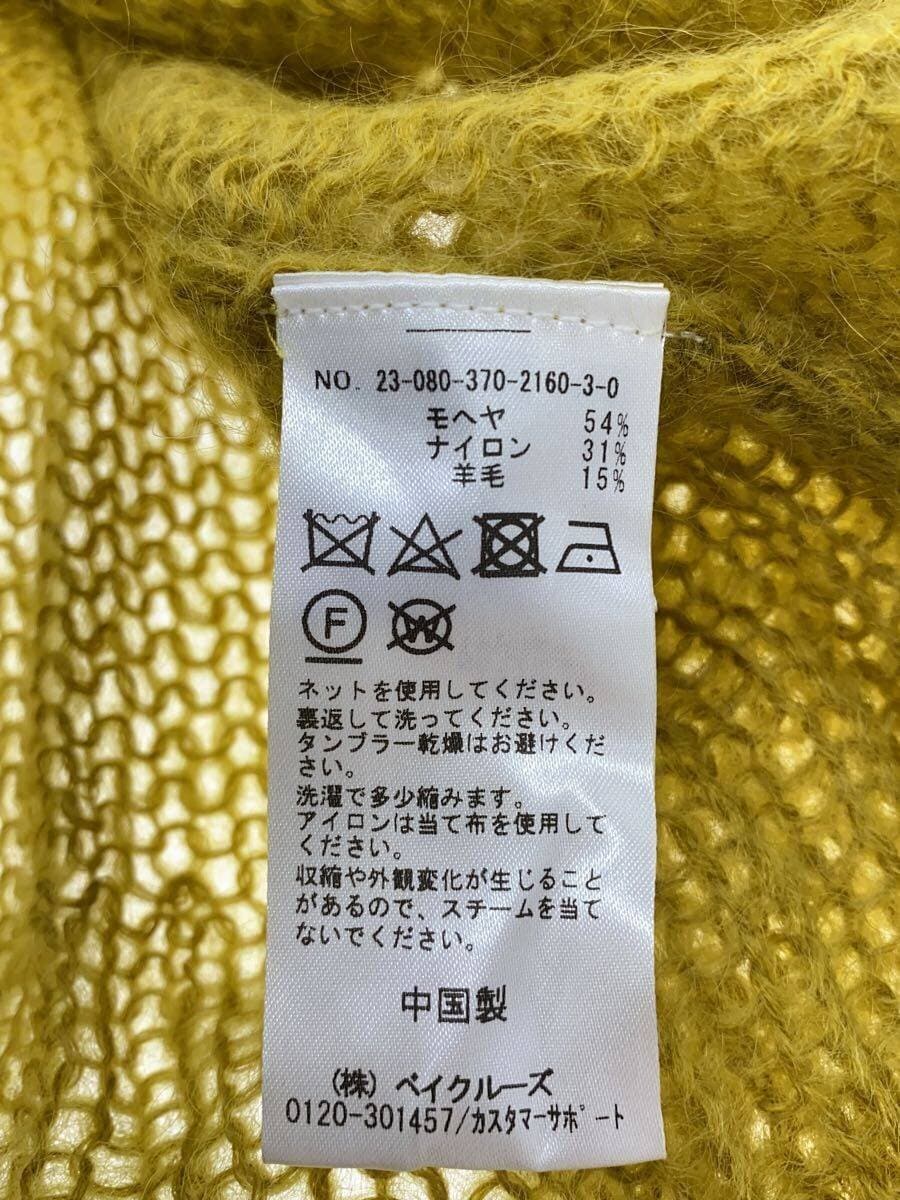 NO. 23-080-370-2160-3-0
モヘヤ 54%
ナイロン 31%
羊毛 15%
F W
ネットを使用してください。
裏返して洗ってください。
タンブラー乾燥はお避けくだ
さい。
洗濯で多少縮みます。
アイロンは当て布を使用して
ください。
収縮や外観変化が生じること
があるので、スチームを当て
ないでください。
中国製
(株) ベイクルーズ
0120-301457/カスタマーサポート